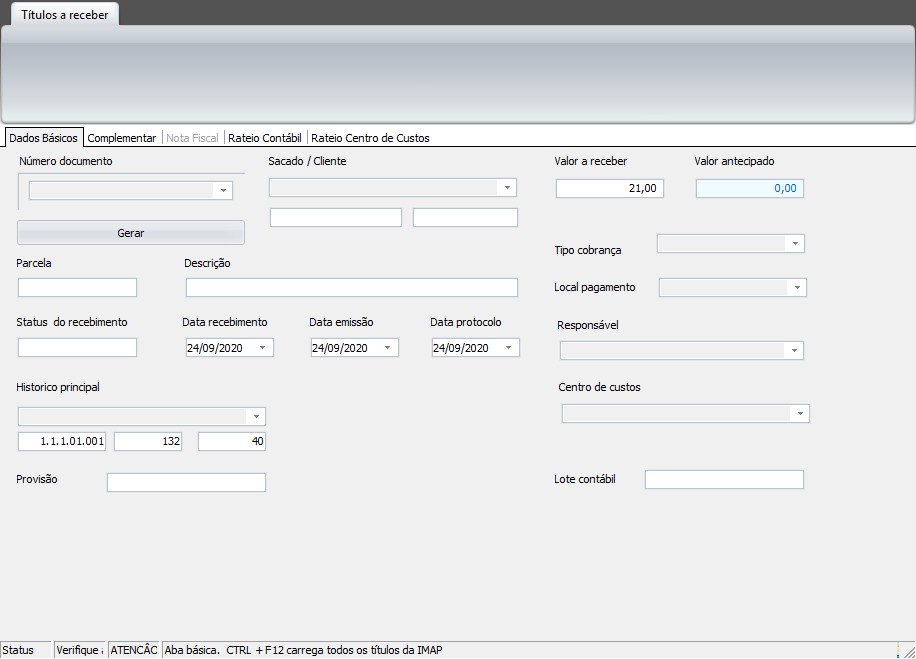 Títulos a receber
Dados Básicos Complementar Nota Fiscal Rateio Contábil Rateio Centro de Custos
Número documento Sacado / Cliente Valor a receber Valor antecipado
21,00 0,00
Gerar
Tipo cobrança
Parcela Descrição
Local pagamento
Status do recebimento Data recebimento Data emissão Data protocolo Responsável
24/09/2020 24/09/2020 24/09/2020
Historico principal Centro de custos
1.1.1.01.001 132 40
Provisão Lote contábil
Status Verifique ATENCÃO Aba básica. CTRL + F12 carrega todos os títulos da IMAP